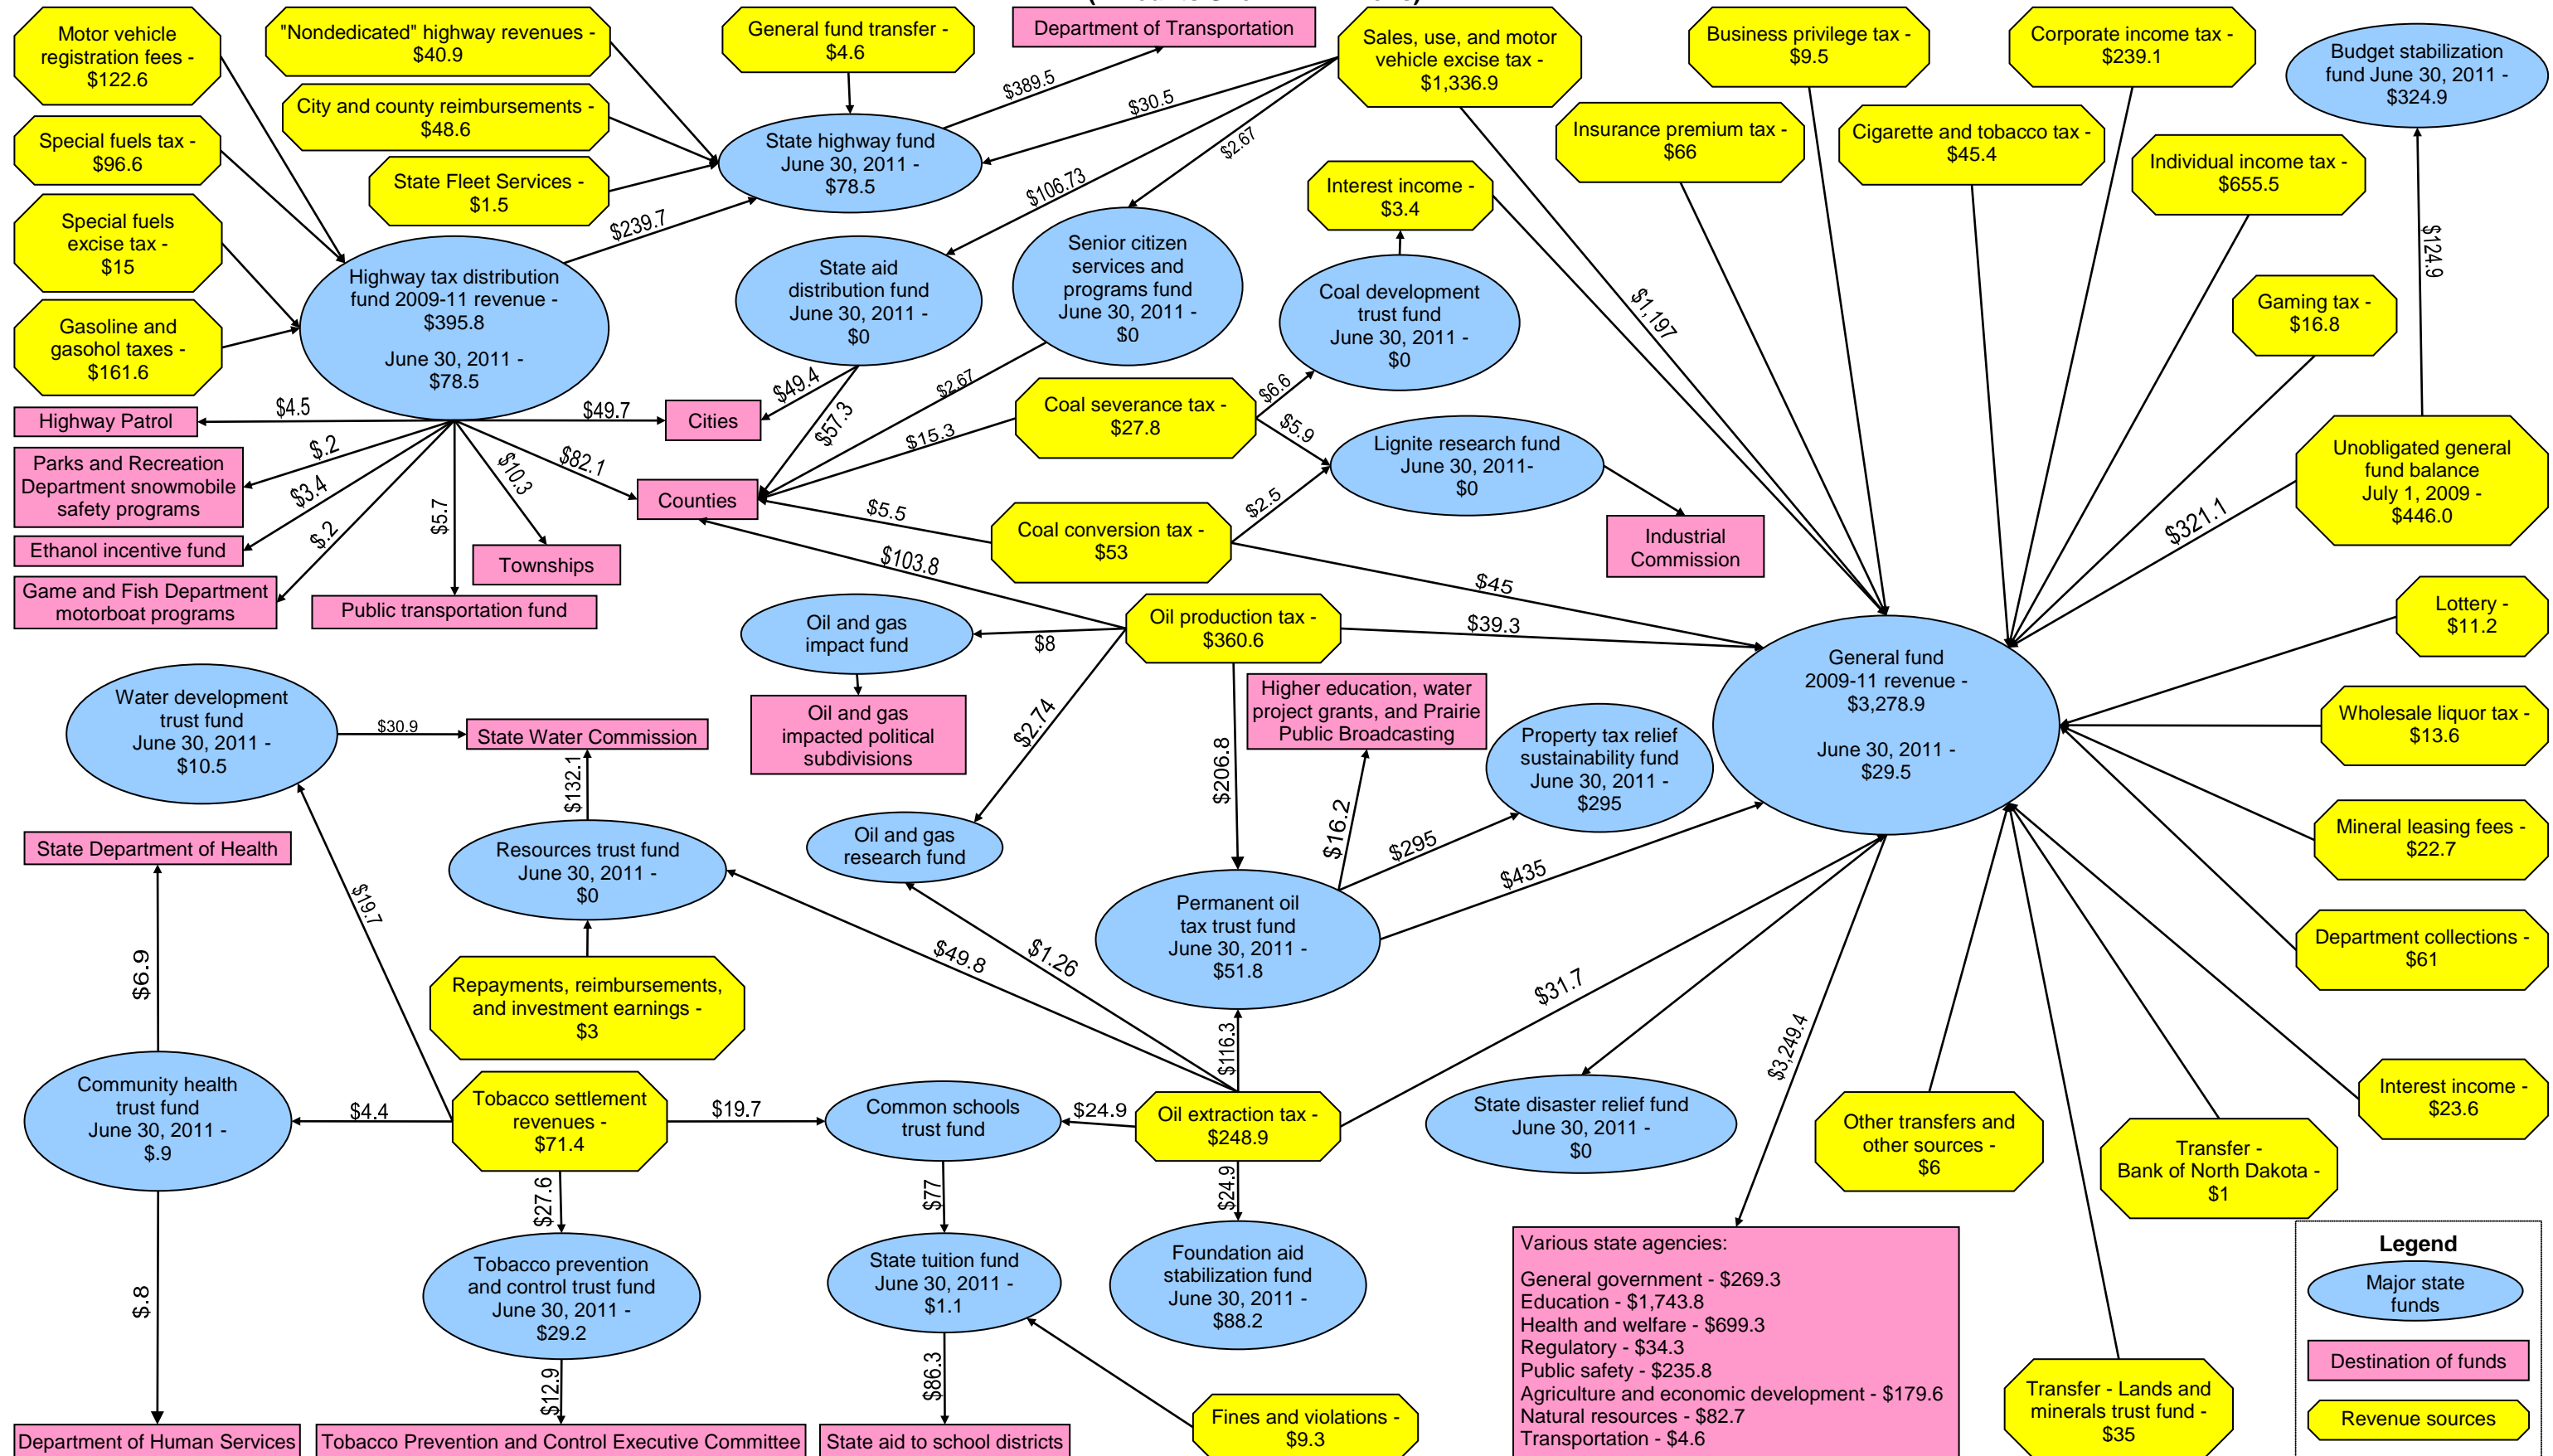 Motor vehicle
registration fees -
$122.6
"Nondedicated" highway revenues -
$40.9
General fund transfer -
$4.6
Department of Transportation
Sales, use, and motor
vehicle excise tax -
$1,336.9
Business privilege tax -
$9.5
Corporate income tax -
$239.1
Budget stabilization
fund June 30, 2011 -
$324.9
City and county reimbursements -
$48.6
$389.5
$30.5
$2.67
$106.73
Special fuels tax -
$96.6
State Fleet Services -
$1.5
State highway fund
June 30, 2011 -
$78.5
Insurance premium tax -
$66
Cigarette and tobacco tax -
$45.4
Individual income tax -
$655.5
Interest income -
$3.4
Special fuels
excise tax -
$15
$239.7
$124.9
Highway tax distribution
fund 2009-11 revenue -
$395.8
June 30, 2011 -
$78.5
State aid
distribution fund
June 30, 2011 -
$0
Senior citizen
services and
programs fund
June 30, 2011 -
$0
Coal development
trust fund
June 30, 2011 -
$0
$1,197
Gaming tax -
$16.8
Gasoline and
gasohol taxes -
$161.6
$49.4
$57.3
$2.67
$6.6
Highway Patrol
$4.5
$49.7
Cities
Coal severance tax -
$27.8
$15.3
$5.9
Lignite research fund
June 30, 2011-
$0
Unobligated general
fund balance
July 1, 2009 -
$446.0
$321.1
Parks and Recreation
Department snowmobile
safety programs
$.2
$3.4
$.2
$5.7
$10.3
$82.1
Counties
$5.5
$2.5
Coal conversion tax -
$53
Industrial
Commission
Ethanol incentive fund
Townships
$103.8
$45
Game and Fish Department
motorboat programs
Public transportation fund
Oil and gas
impact fund
$8
Oil production tax -
$360.6
$39.3
Lottery -
$11.2
General fund
2009-11 revenue -
$3,278.9
June 30, 2011 -
$29.5
Water development
trust fund
June 30, 2011 -
$10.5
$30.9
State Water Commission
Oil and gas
impacted political
subdivisions
$2.74
$206.8
Higher education, water
project grants, and Prairie
Public Broadcasting
Property tax relief
sustainability fund
June 30, 2011 -
$295
Wholesale liquor tax -
$13.6
$132.1
$16.2
$295
$435
State Department of Health
Resources trust fund
June 30, 2011 -
$0
Oil and gas
research fund
Mineral leasing fees -
$22.7
$19.7
Permanent oil
tax trust fund
June 30, 2011 -
$51.8
Department collections -
$61
$6.9
Repayments, reimbursements,
and investment earnings -
$3
$49.8
$1.26
$31.7
$116.3
$3,249.4
Community health
trust fund
June 30, 2011 -
$.9
$4.4
Tobacco settlement
revenues -
$71.4
$19.7
Common schools
trust fund
$24.9
Oil extraction tax -
$248.9
State disaster relief fund
June 30, 2011 -
$0
Other transfers and
other sources -
$6
Transfer -
Bank of North Dakota -
$1
Interest income -
$23.6
$27.6
$77
$24.9
$.8
Tobacco prevention
and control trust fund
June 30, 2011 -
$29.2
State tuition fund
June 30, 2011 -
$1.1
Foundation aid
stabilization fund
June 30, 2011 -
$88.2
Various state agencies:
General government - $269.3
Education - $1,743.8
Health and welfare - $699.3
Regulatory - $34.3
Public safety - $235.8
Agriculture and economic development - $179.6
Natural resources - $82.7
Transportation - $4.6
$12.9
$86.3
Fines and violations -
$9.3
Transfer - Lands and
minerals trust fund -
$35
Legend
Major state
funds
Destination of funds
Revenue sources
Department of Human Services
Tobacco Prevention and Control Executive Committee
State aid to school districts